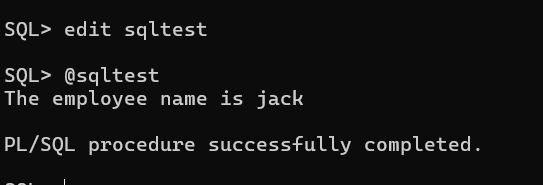 SQL> edit sqltest
SQL> @sqltest
The employee name is jack
PL/SQL procedure successfully completed.